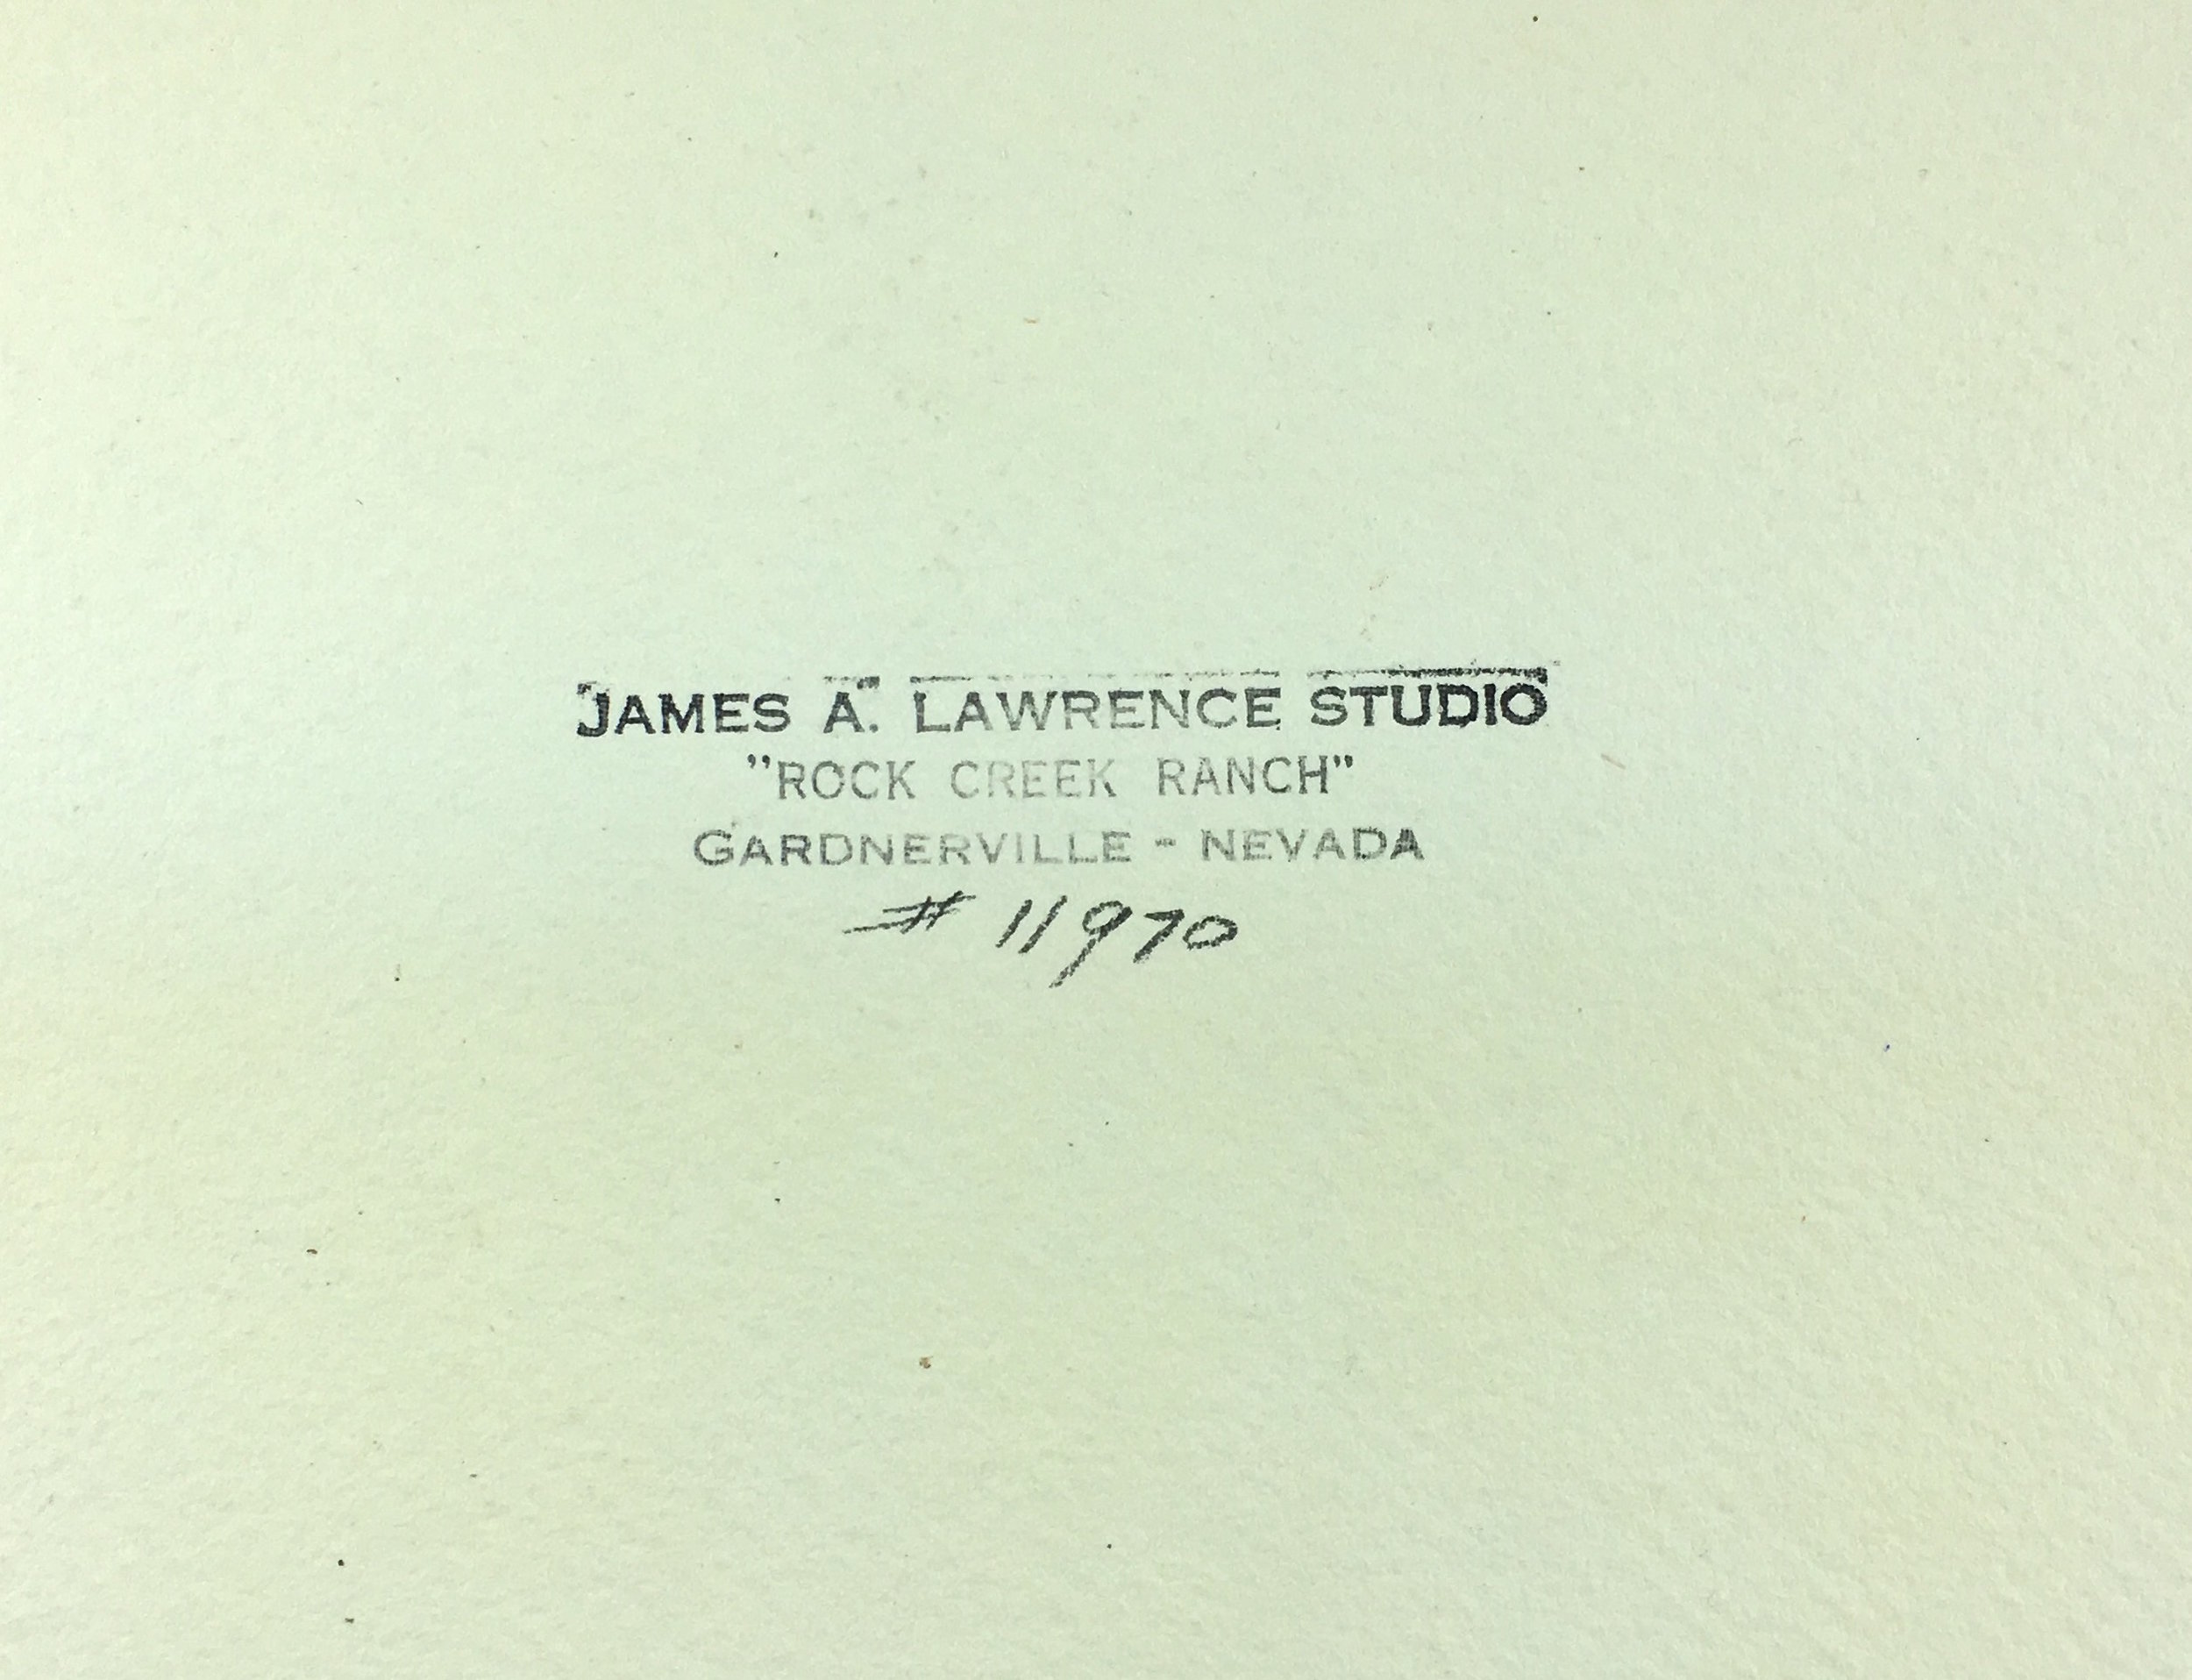 JAMES A. LAWRENCE STUDIO
"ROCK CREEK RANCH"
GARDNERVILLE - NEVADA
# 11970